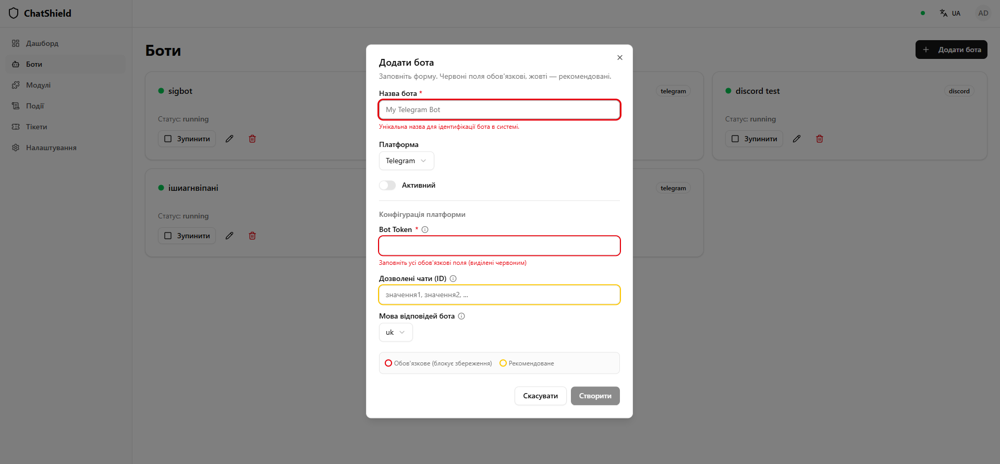 ChatShield
UA
AD
Дашборд
Боти
Модулі
Події
Тікети
Налаштування
Боти
Додати бота
sigbot
Статус: running
Зупинити
telegram
discord test
discord
Статус: running
Зупинити
ішиагнвіпані
Статус: running
Зупинити
telegram
Додати бота
Заповніть форму. Червоні поля обов'язкові, жовті — рекомендовані.
Назва бота *
My Telegram Bot
Унікальна назва для ідентифікації бота в системі.
Платформа
Telegram
Активний
Конфігурація платформи
Bot Token *
Заповніть усі обов'язкові поля (виділені червоним)
Дозволені чати (ID)
значення1, значення2, ...
Мова відповідей бота
uk
Обов'язкове (блокує збереження)
Рекомендоване
Скасувати
Створити